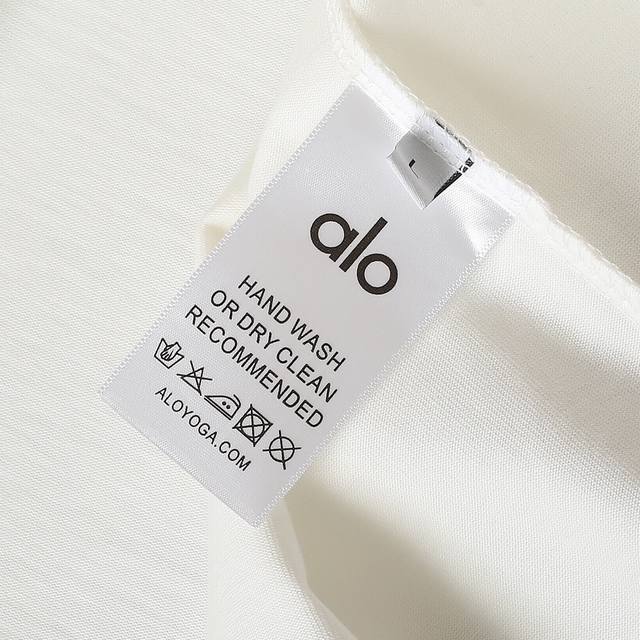 alo
HAND WASH
OR DRY CLEAN
RECOMMENDED
ALOYOGA.COM